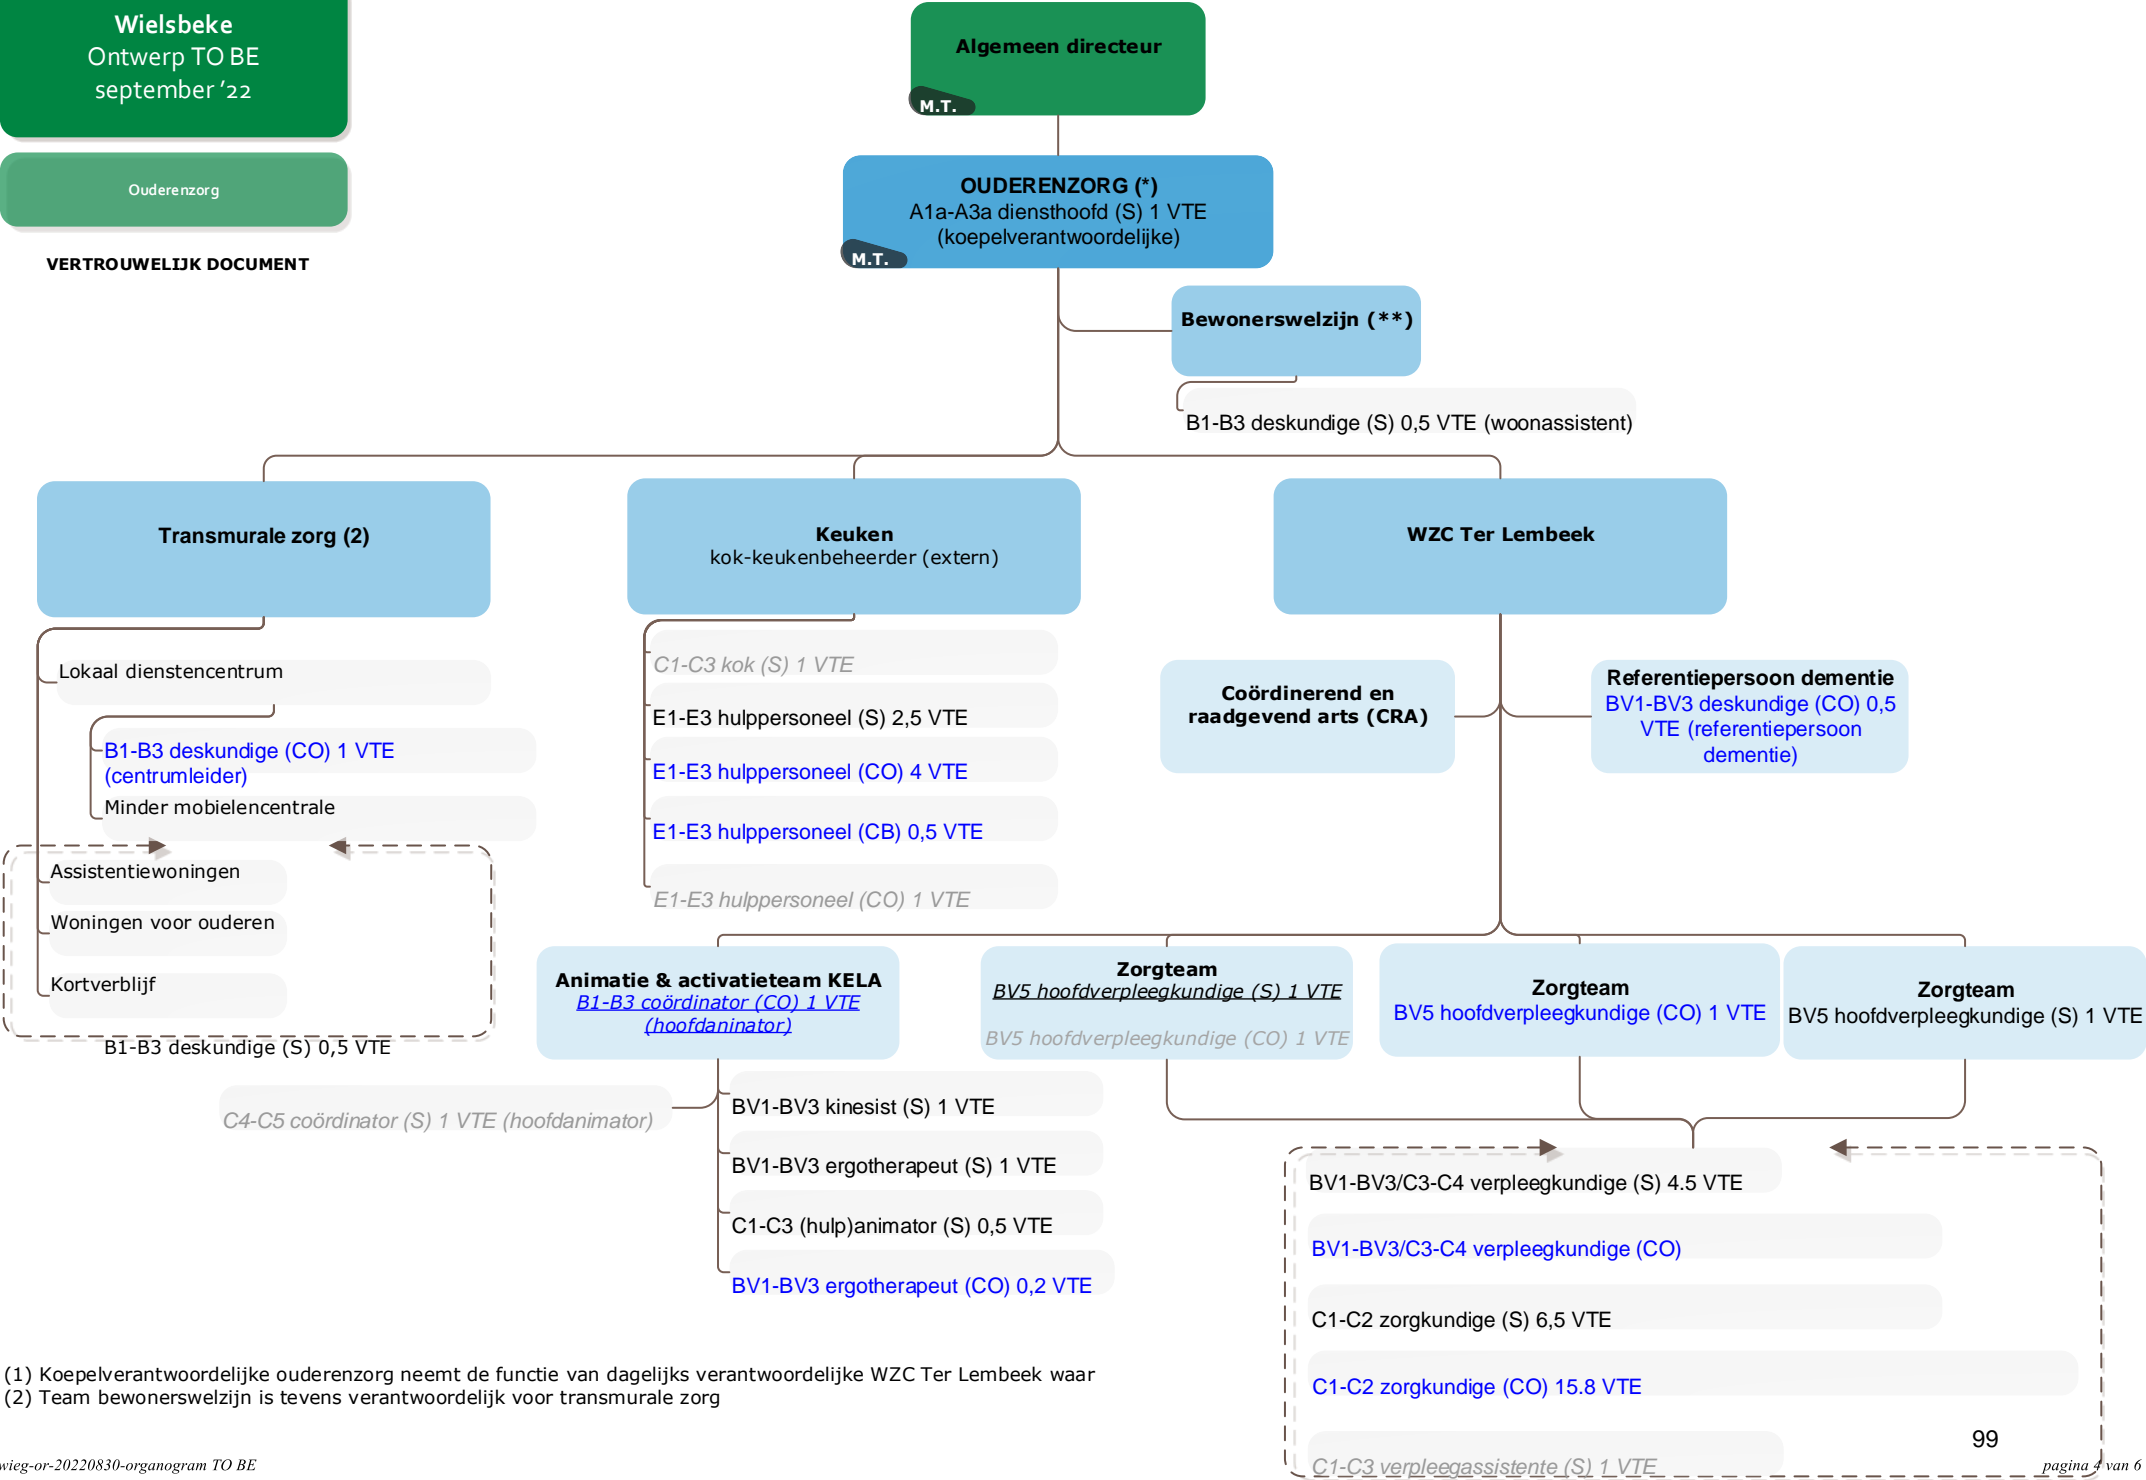 Wielsbeke
Ontwerp TO BE
september '22
Ouderenzorg
VERTROUWELIJK DOCUMENT
Algemeen directeur
M.T.
OUDERENZORG (*)
A1a-A3a diensthoofd (S) 1 VTE
(koepelverantwoordelijke)
M.T.
Bewonerswelzijn (**)
B1-B3 deskundige (S) 0,5 VTE (woonassistent)
Transmurale zorg (2)
Lokaal dienstencentrum
B1-B3 deskundige (CO) 1 VTE
(centrumleider)
Minder mobielencentrale
Assistentiewoningen
Woningen voor ouderen
Kortverblijf
B1-B3 deskundige (S) 0,5 VTE
Keuken
kok-keukenbeheerder (extern)
C1-C3 kok (S) 1 VTE
E1-E3 hulppersoneel (S) 2,5 VTE
E1-E3 hulppersoneel (CO) 4 VTE
E1-E3 hulppersoneel (CB) 0,5 VTE
E1-E3 hulppersoneel (CO) 1 VTE
WZC Ter Lembeek
Coördinerend en
raadgevend arts (CRA)
Referentiepersoon dementie
BV1-BV3 deskundige (CO) 0,5
VTE (referentiepersoon
dementie)
Animatie & activatieteam KELA
B1-B3 coördinator (CO) 1 VTE
(hoofdaninator)
C4-C5 coördinator (S) 1 VTE (hoofdanimator)
BV1-BV3 kinesist (S) 1 VTE
BV1-BV3 ergotherapeut (S) 1 VTE
C1-C3 (hulp)animator (S) 0,5 VTE
BV1-BV3 ergotherapeut (CO) 0,2 VTE
Zorgteam
BV5 hoofdverpleegkundige (S) 1 VTE
BV5 hoofdverpleegkundige (CO) 1 VTE
Zorgteam
BV5 hoofdverpleegkundige (CO) 1 VTE
Zorgteam
BV5 hoofdverpleegkundige (S) 1 VTE
BV1-BV3/C3-C4 verpleegkundige (S) 4.5 VTE
BV1-BV3/C3-C4 verpleegkundige (CO)
C1-C2 zorgkundige (S) 6,5 VTE
C1-C2 zorgkundige (CO) 15.8 VTE
C1-C3 verpleegassistente (S) 1 VTE
(1) Koepelverantwoordelijke ouderenzorg neemt de functie van dagelijks verantwoordelijke WZC Ter Lembeek waar
(2) Team bewonerswelzijn is tevens verantwoordelijk voor transmurale zorg
99
wieg-or-20220830-organogram TO BE
pagina 4 van 6